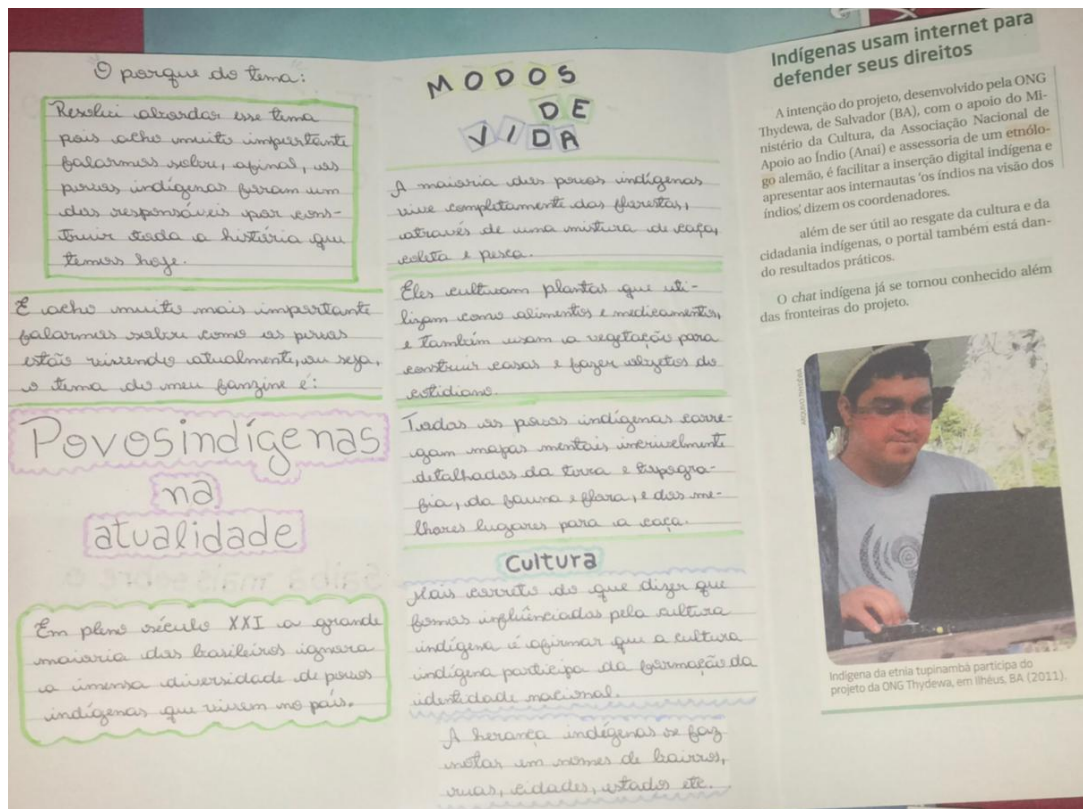 O porque do tema:
Resolvi abordar esse tema
pois acho muito importante
falarmos sobre, afinal, os
povos indígenas foram um
dos responsáveis por cons-
truir toda a história que
temos hoje.
E acho muito mais importante
falarmos sobre como os povos
estão vivendo atualmente, ou seja,
o tema do meu fanzine é:
Povos indígenas
na
atualidade
Em pleno século XXI a grande
maioria dos brasileiros ignora
a imensa diversidade de povos
indígenas que vivem no país.
MODOS
DE
VIDA
A maioria dos povos indígenas
vive completamente das florestas,
através de uma mistura de caça,
colita e pesca.
Eles cultivam plantas que uti-
lizam como alimentos e medicamentos,
e também usam a vegetação para
construir casas e fazer objetos do
cotidiano.
Todos os povos indígenas carre-
gam mapas mentais incrivelmente
detalhados da terra e topogra-
fia, da fauna e flora, e dos me-
lhores lugares para a caça.
Cultura
Mais correto do que dizer que
fomos influênciados pela cultura
indígena é afirmar que a cultura
indígena participa da formação da
identidade nacional.
A herança indígenas se faz
notar em nomes de bairros,
ruas, cidades, estados etc.
Indígenas usam internet para
defender seus direitos
A intenção do projeto, desenvolvido pela ONG
Thydewa, de Salvador (BA), com o apoio do Mi-
nistério da Cultura, da Associação Nacional de
Apoio ao Índio (Anaí) e assessoria de um etnólo-
go alemão, é facilitar a inserção digital indígena e
apresentar aos internautas 'os índios na visão dos
índios', dizem os coordenadores.
além de ser útil ao resgate da cultura e da
cidadania indígenas, o portal também está dan-
do resultados práticos.
O chat indígena já se tornou conhecido além
das fronteiras do projeto.
ARQUIVO THYDEWA
Indígena da etnia tupinambá participa do
projeto da ONG Thydewa, em Ilhéus, BA (2011).